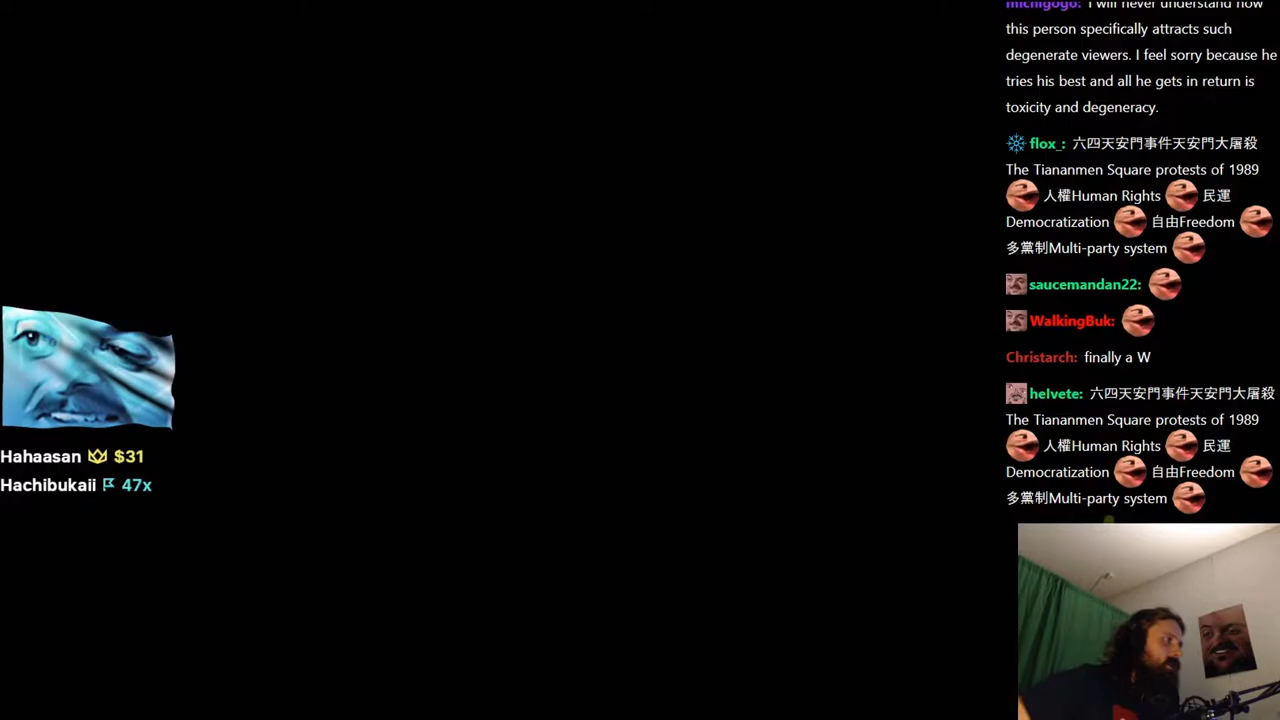 michigogo: I will never understand how
this person specifically attracts such
degenerate viewers. I feel sorry because he
tries his best and all he gets in return is
toxicity and degeneracy.
flox_: 六四天安門事件天安門大屠殺
The Tiananmen Square protests of 1989
人權Human Rights 民運
Democratization 自由Freedom
多黨制Multi-party system
saucemandan22:
WalkingBuk:
Christarch: finally a W
helvete: 六四天安門事件天安門大屠殺
The Tiananmen Square protests of 1989
人權Human Rights 民運
Democratization 自由Freedom
多黨制Multi-party system
Hahaasan $31
Hachibukaii 47x